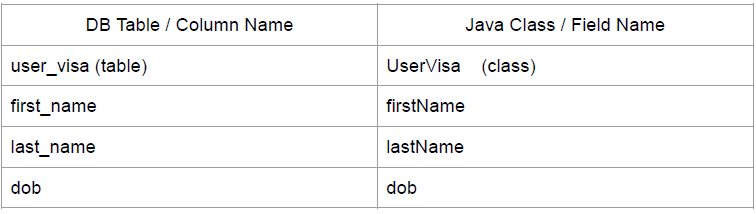 DB Table / Column Name Java Class / Field Name
user_visa (table) UserVisa (class)
first_name firstName
last_name lastName
dob dob